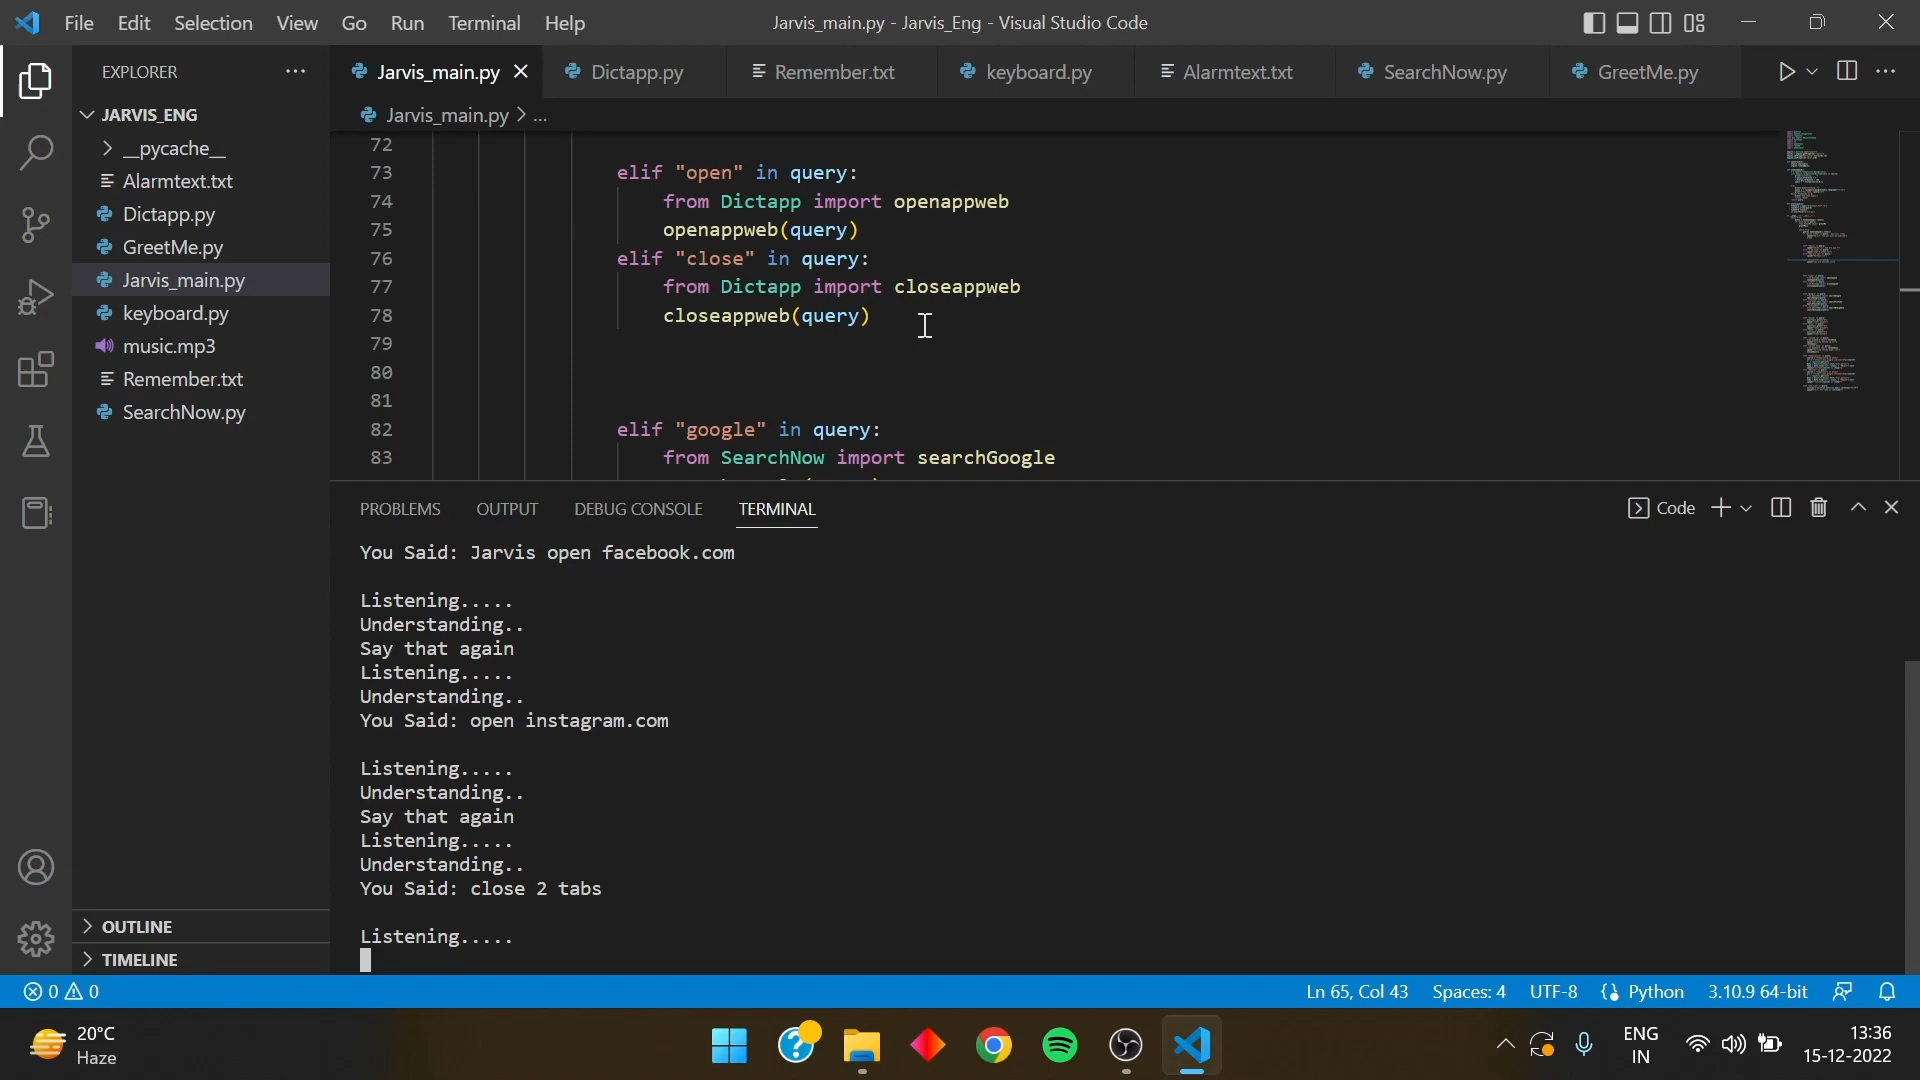 File Edit Selection View Go Run Terminal Help
Jarvis_main.py - Jarvis_Eng - Visual Studio Code
EXPLORER
Jarvis_main.py
Dictapp.py
Remember.txt
keyboard.py
Alarmtext.txt
SearchNow.py
GreetMe.py
JARVIS_ENG
__pycache__
Alarmtext.txt
Dictapp.py
GreetMe.py
Jarvis_main.py
keyboard.py
music.mp3
Remember.txt
SearchNow.py
OUTLINE
TIMELINE
Jarvis_main.py > ...
72
73 elif "open" in query:
74 from Dictapp import openappweb
75 openappweb(query)
76 elif "close" in query:
77 from Dictapp import closeappweb
78 closeappweb(query)
79
80
81
82 elif "google" in query:
83 from SearchNow import searchGoogle
PROBLEMS OUTPUT DEBUG CONSOLE TERMINAL
Code
You Said: Jarvis open facebook.com
Listening.....
Understanding..
Say that again
Listening.....
Understanding..
You Said: open instagram.com
Listening.....
Understanding..
Say that again
Listening.....
Understanding..
You Said: close 2 tabs
Listening.....
0 0
Ln 65, Col 43 Spaces: 4 UTF-8 Python 3.10.9 64-bit
20°C
Haze
ENG
IN
13:36
15-12-2022